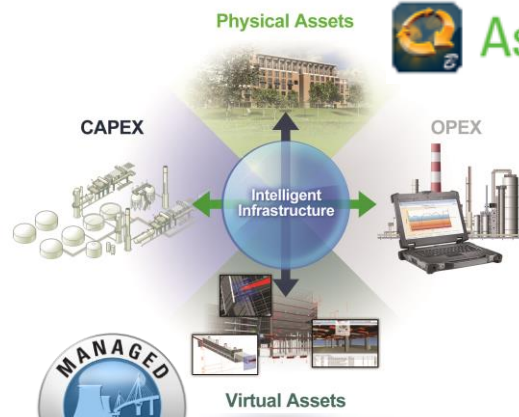 Physical Assets
As
CAPEX
OPEX
Intelligent
Infrastructure
MANAGED
Virtual Assets